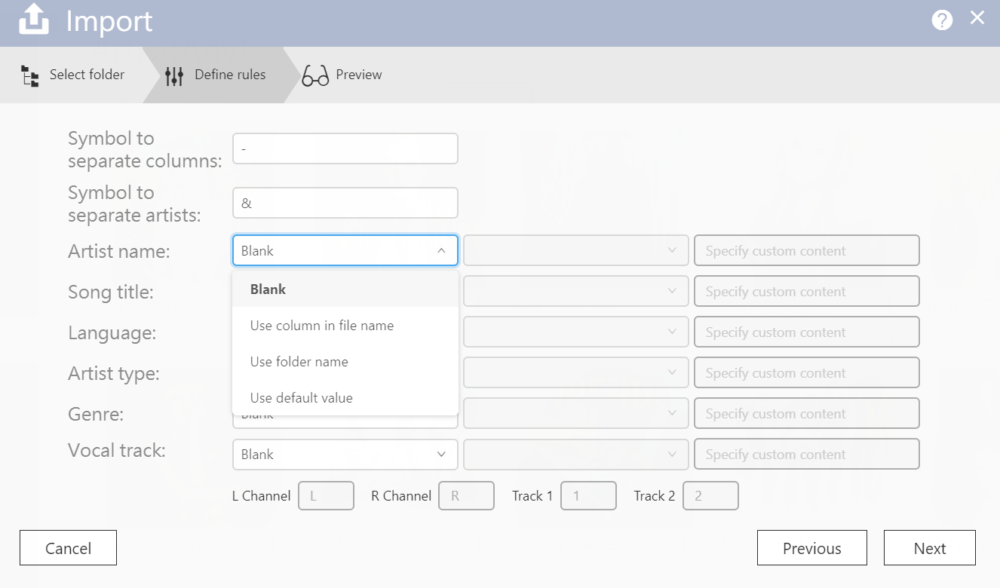 Import
?
Select folder
Define rules
Preview
Symbol to
separate columns:
-
Symbol to
separate artists:
&
Artist name:
Blank
Specify custom content
Blank
Song title:
Specify custom content
Use column in file name
Language:
Specify custom content
Use folder name
Artist type:
Specify custom content
Use default value
Genre:
Blank
Specify custom content
Vocal track:
Blank
Specify custom content
L Channel L R Channel R Track 1 1 Track 2 2
Cancel
Previous
Next